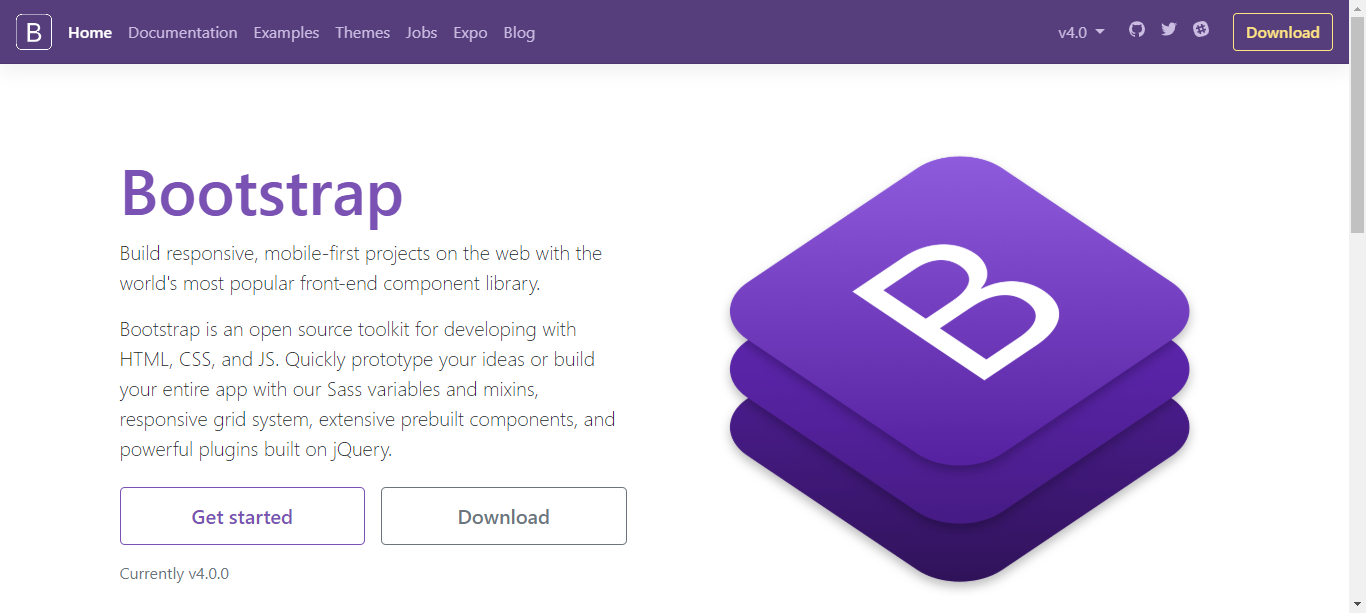 B Home Documentation Examples Themes Jobs Expo Blog v4.0 Download
Bootstrap
Build responsive, mobile-first projects on the web with the
world's most popular front-end component library.
Bootstrap is an open source toolkit for developing with
HTML, CSS, and JS. Quickly prototype your ideas or build
your entire app with our Sass variables and mixins,
responsive grid system, extensive prebuilt components, and
powerful plugins built on jQuery.
B
Get started Download
Currently v4.0.0